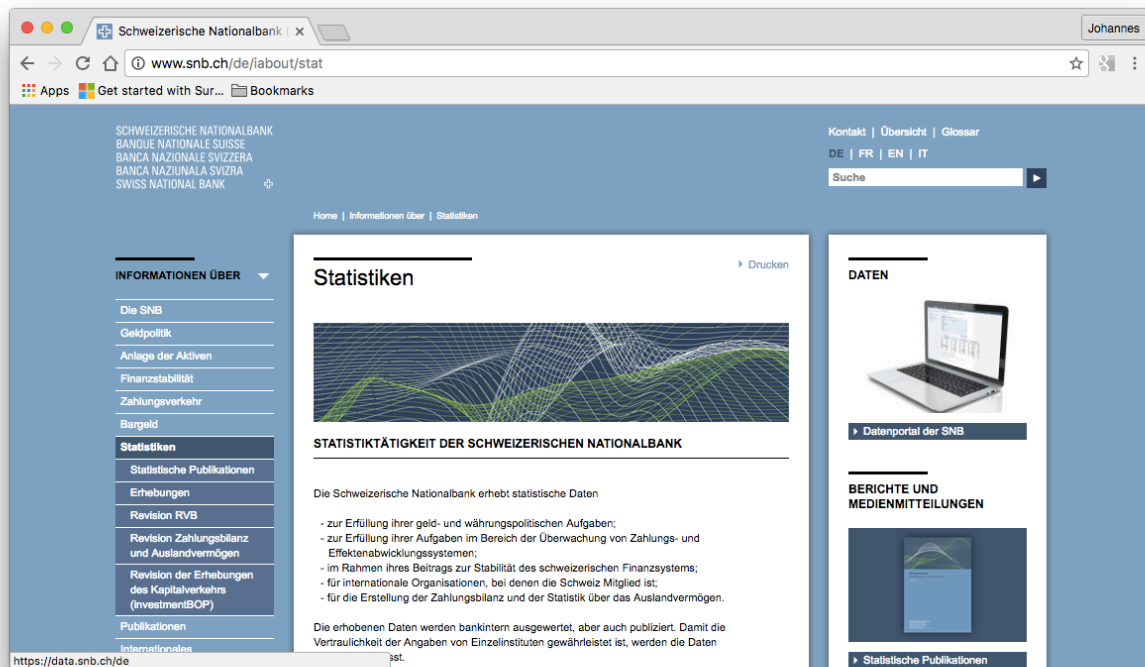 Schweizerische Nationalbank (
Johannes
www.snb.ch/de/iabout/stat
Apps Get started with Sur... Bookmarks
SCHWEIZERISCHE NATIONALBANK
BANQUE NATIONALE SUISSE
BANCA NAZIONALE SVIZZERA
BANCA NAZIUNALA SVIZRA
SWISS NATIONAL BANK
Kontakt | Übersicht | Glossar
DE | FR | EN | IT
Suche
Home | Informationen über | Statistiken
INFORMATIONEN ÜBER
Die SNB
Geldpolitik
Anlage der Aktiven
Finanzstabilität
Zahlungsverkehr
Bargeld
Statistiken
Statistische Publikationen
Erhebungen
Revision RVB
Revision Zahlungsbilanz
und Auslandvermögen
Revision der Erhebungen
des Kapitalverkehrs
(InvestmentBOP)
Publikationen
Internationales
https://data.snb.ch/de
Statistiken
Drucken
STATISTIKTÄTIGKEIT DER SCHWEIZERISCHEN NATIONALBANK
Die Schweizerische Nationalbank erhebt statistische Daten
- zur Erfüllung ihrer geld- und währungspolitischen Aufgaben;
- zur Erfüllung ihrer Aufgaben im Bereich der Überwachung von Zahlungs- und
Effektenabwicklungssystemen;
- im Rahmen ihres Beitrags zur Stabilität des schweizerischen Finanzsystems;
- für internationale Organisationen, bei denen die Schweiz Mitglied ist;
- für die Erstellung der Zahlungsbilanz und der Statistik über das Auslandvermögen.
Die erhobenen Daten werden bankintern ausgewertet, aber auch publiziert. Damit die
Vertraulichkeit der Angaben von Einzelinstituten gewährleistet ist, werden die Daten
DATEN
Datenportal der SNB
BERICHTE UND
MEDIENMITTEILUNGEN
Statistische Publikationen